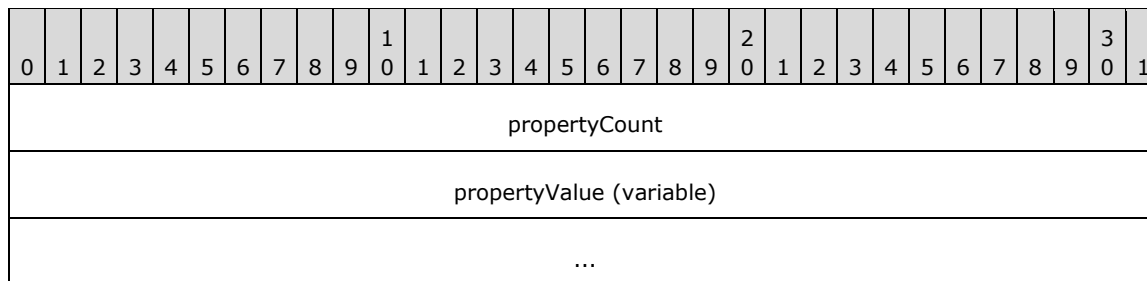 1 2 3
0 1 2 3 4 5 6 7 8 9 0 1 2 3 4 5 6 7 8 9 0 1 2 3 4 5 6 7 8 9 0 1
propertyCount
propertyValue (variable)
...